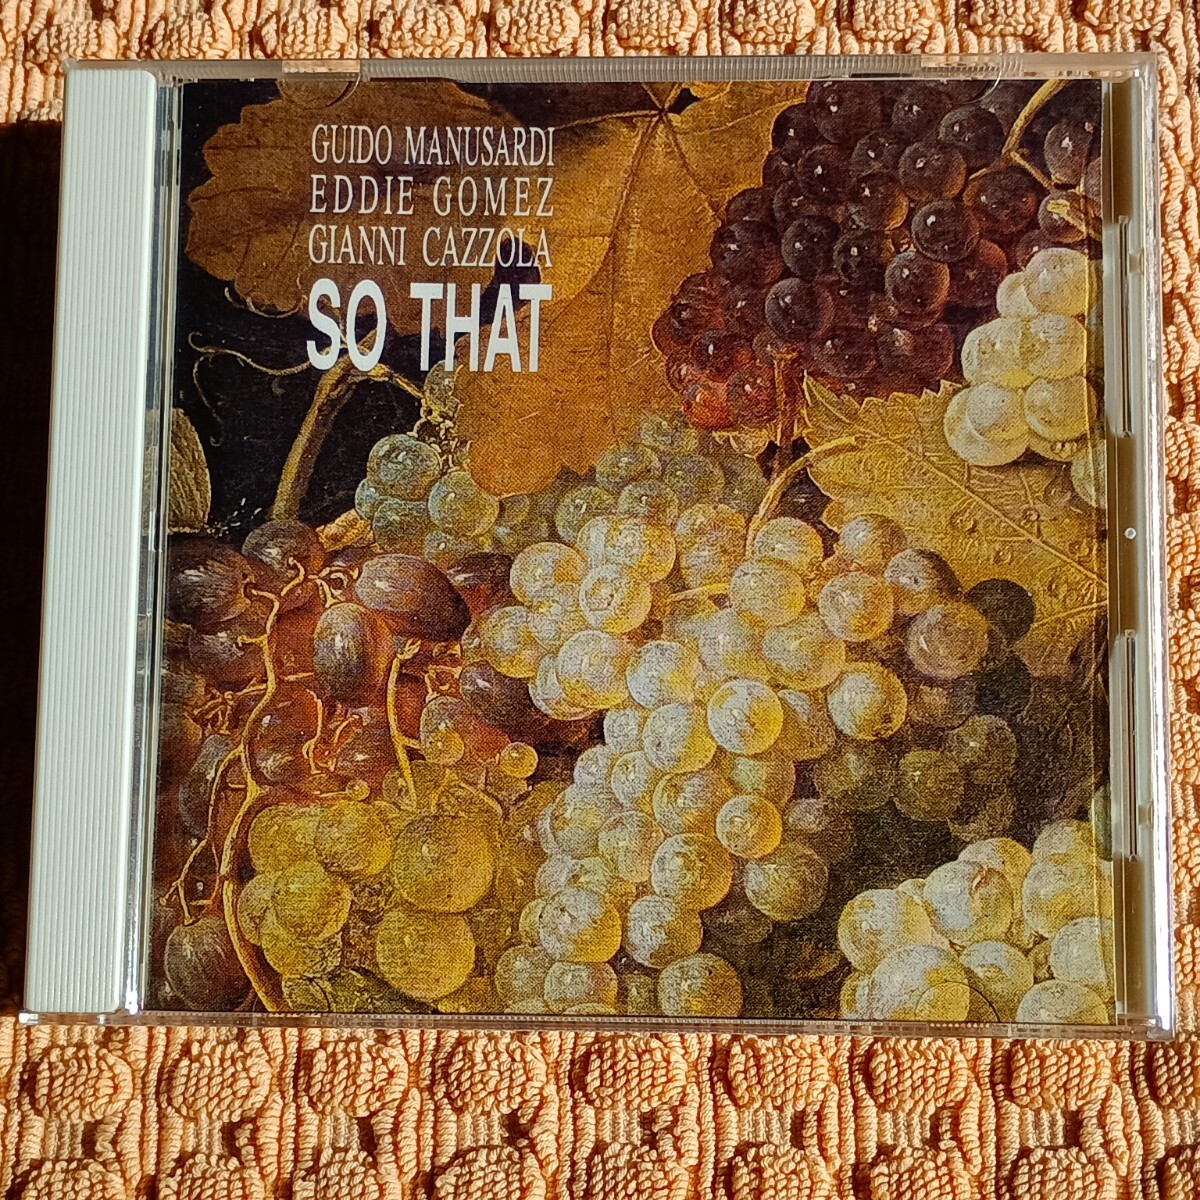 GUIDO MANUSARDI
EDDIE GOMEZ
GIANNI CAZZOLA
SO THAT